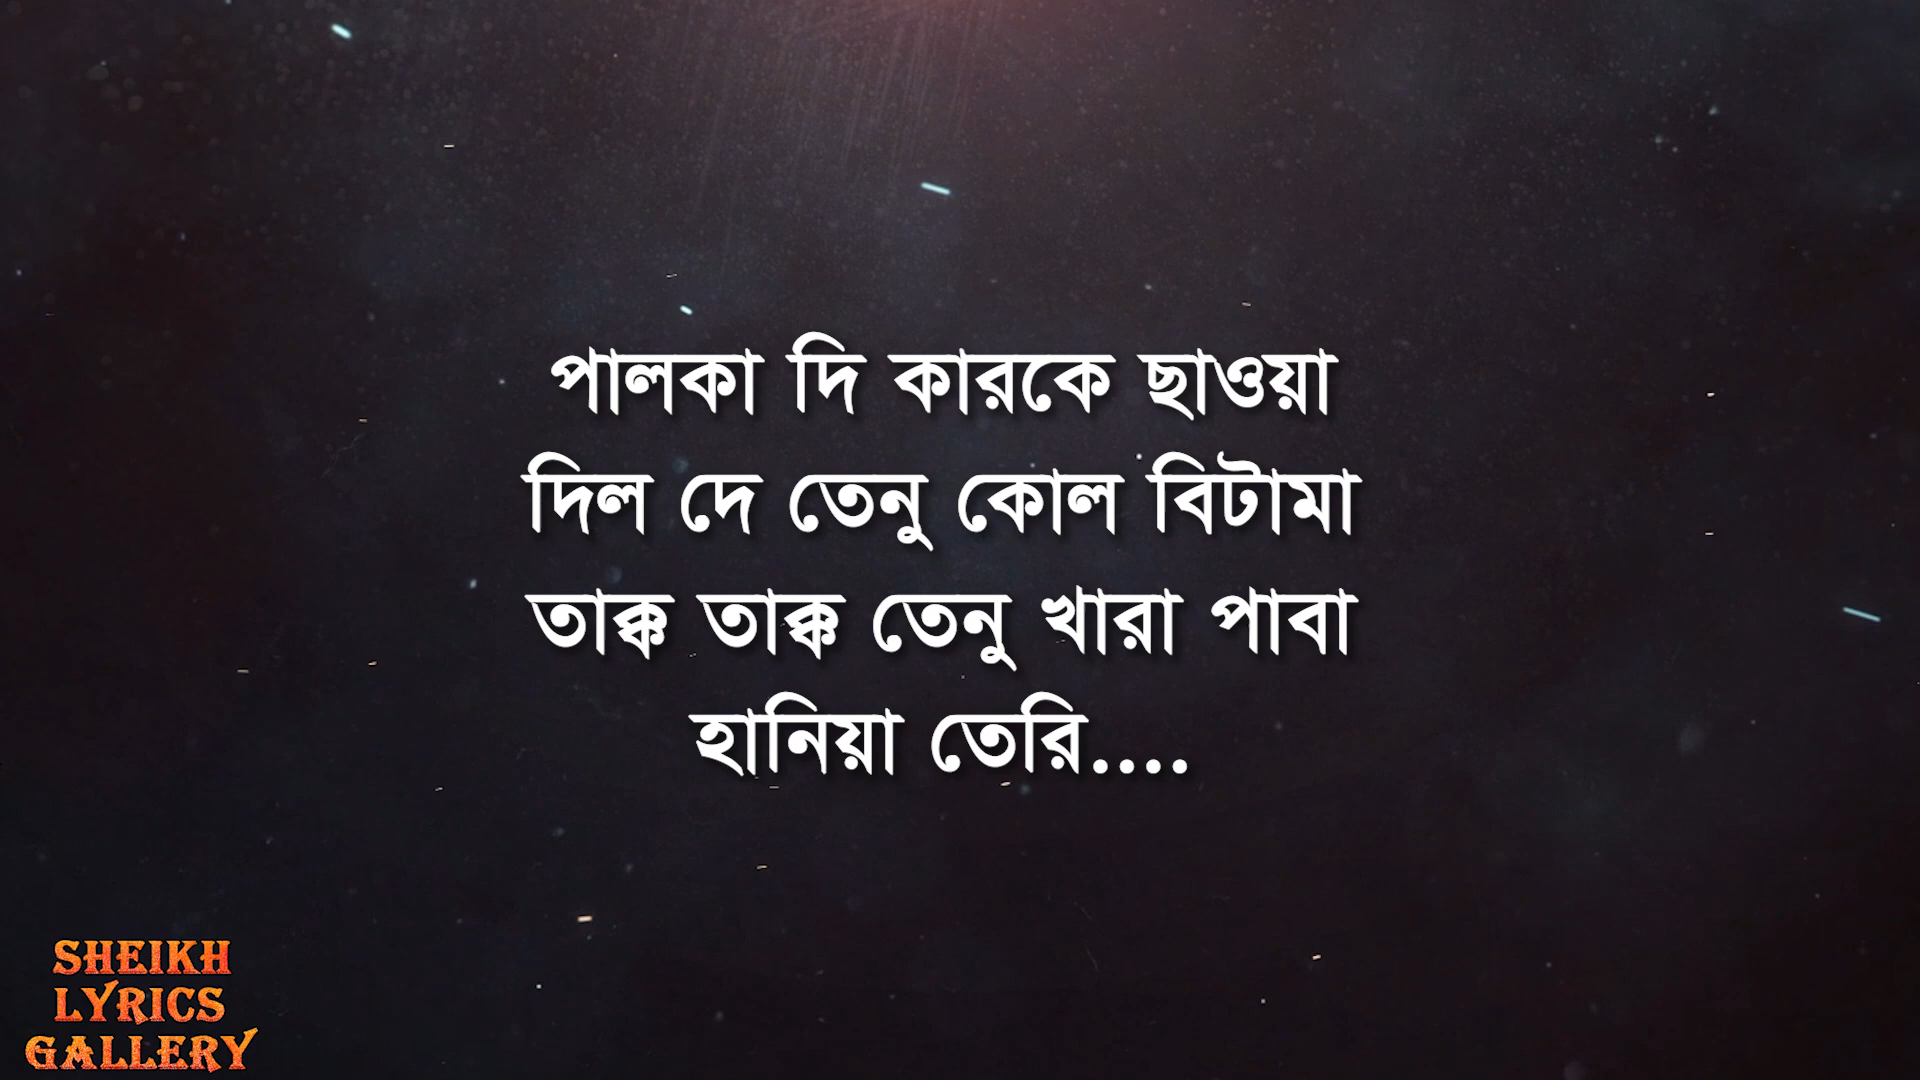 পালকা দি কারকে ছাওয়া
দিল দে তেনু কোল বিটামা
তাক্ক তাক্ক তেনু খারা পাবা
হানিয়া তেরি....
SHEIKH
LYRICS
GALLERY